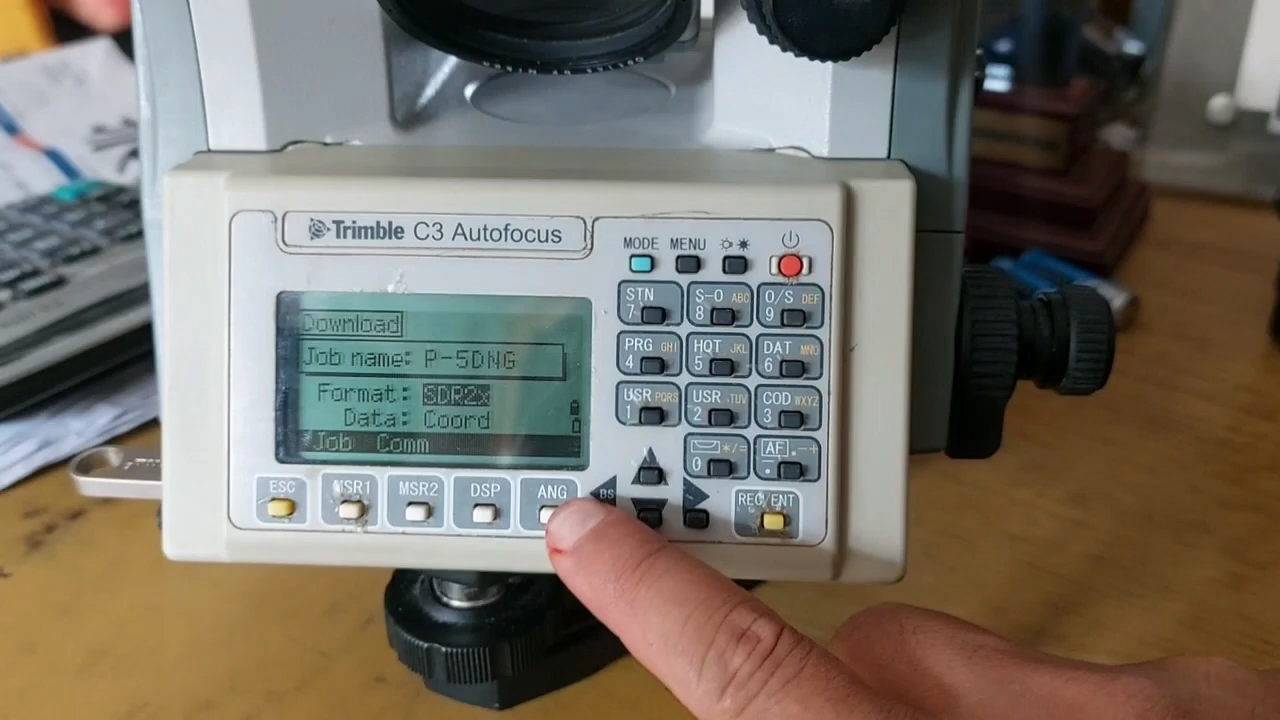 Trimble C3 Autofocus
Download
Job name: P-5DNG
Format: SDR2x
Data: Coord
Job Comm
MODE MENU
STN 7
S-O ABC 8
O/S DEF 9
PRG GHI 4
HOT JKL 5
DAT MNO 6
USR PQRS 1
USR TUV 2
COD WXYZ 3
0 */=
AF .-+
ESC MSR1 MSR2 DSP ANG
BS
REC/ENT